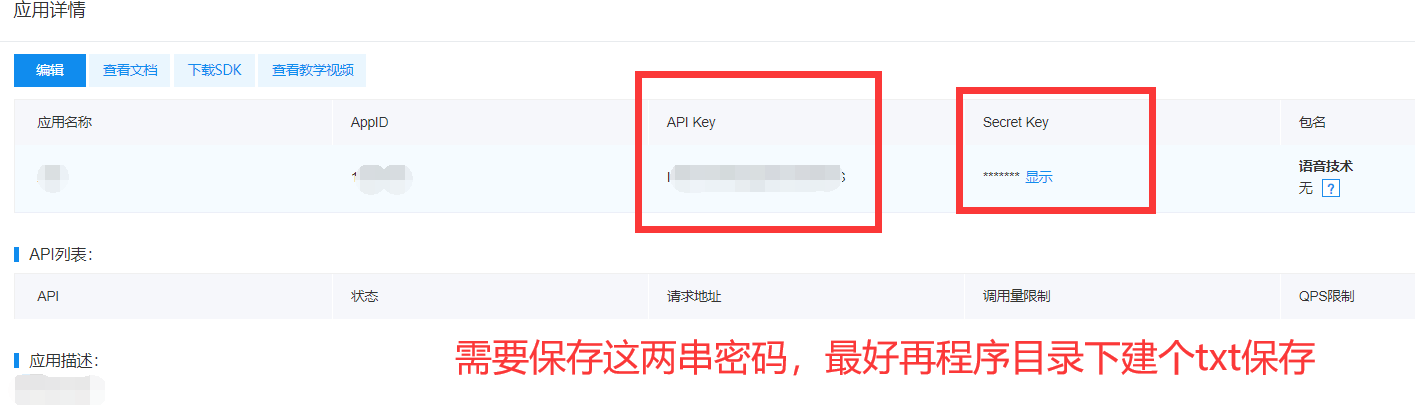 应用详情
编辑 查看文档 下载SDK 查看教学视频
应用名称 AppID API Key Secret Key 包名
******* 显示 语音技术
无 ?
API列表:
API 状态 请求地址 调用量限制 QPS限制
应用描述:
需要保存这两串密码，最好再程序目录下建个txt保存